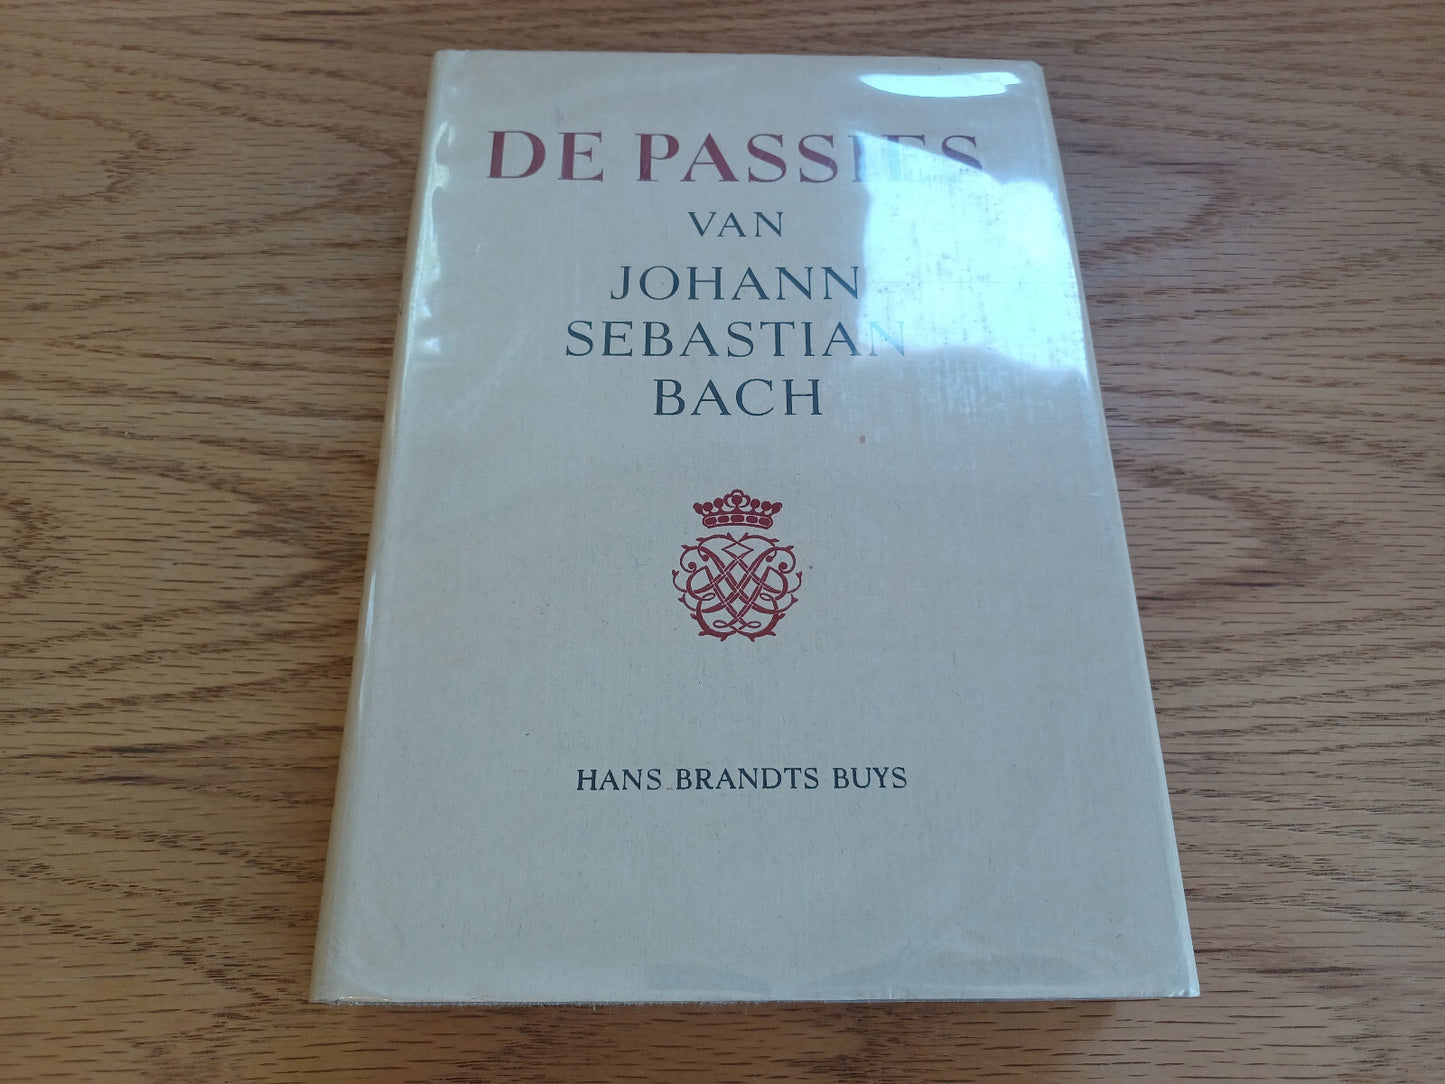 DE PASSIES
VAN
JOHANN
SEBASTIAN
BACH
HANS BRANDTS BUYS